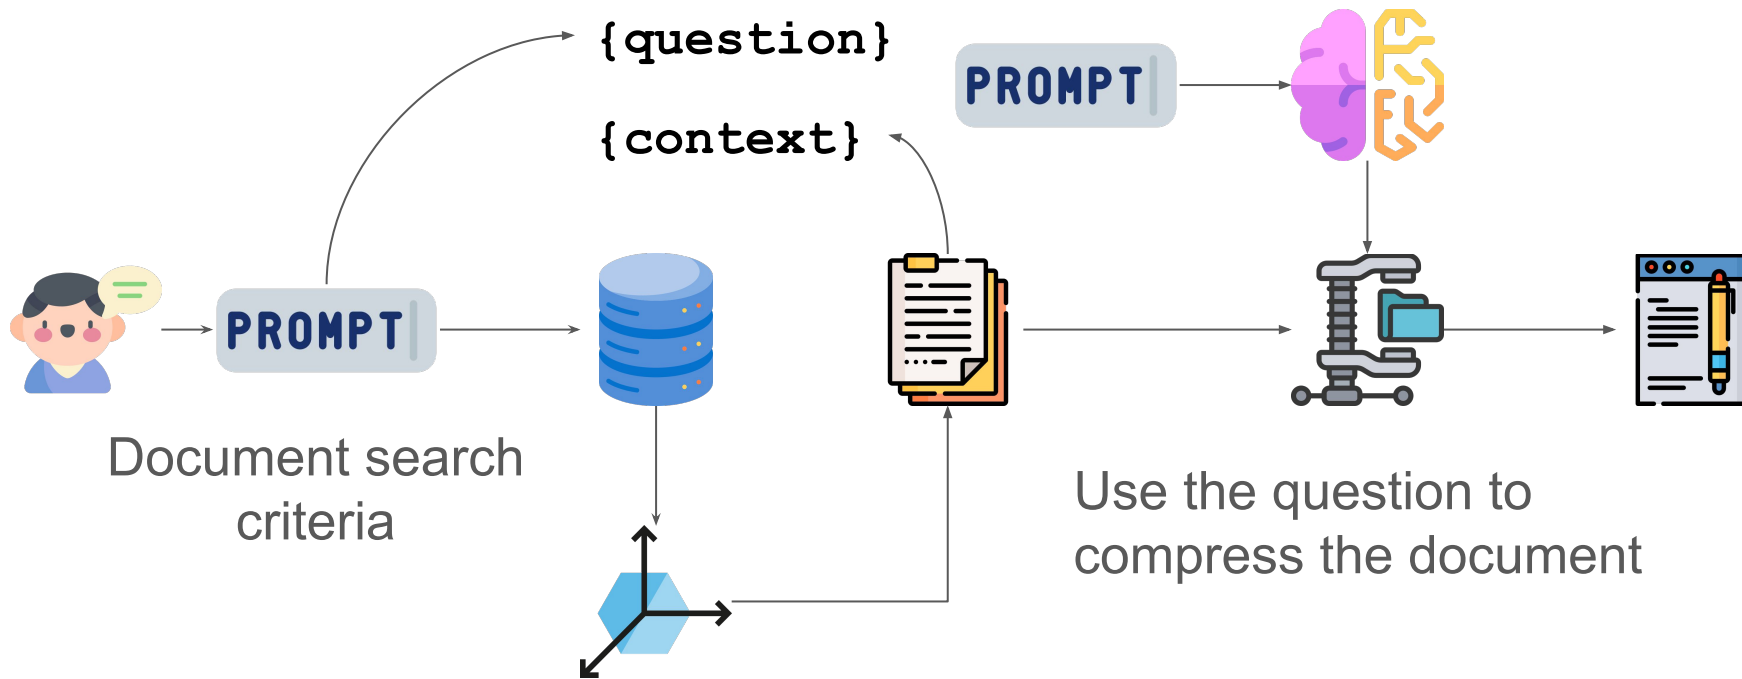 {question}
{context}
PROMPT
PROMPT
Document search
criteria
Use the question to
compress the document